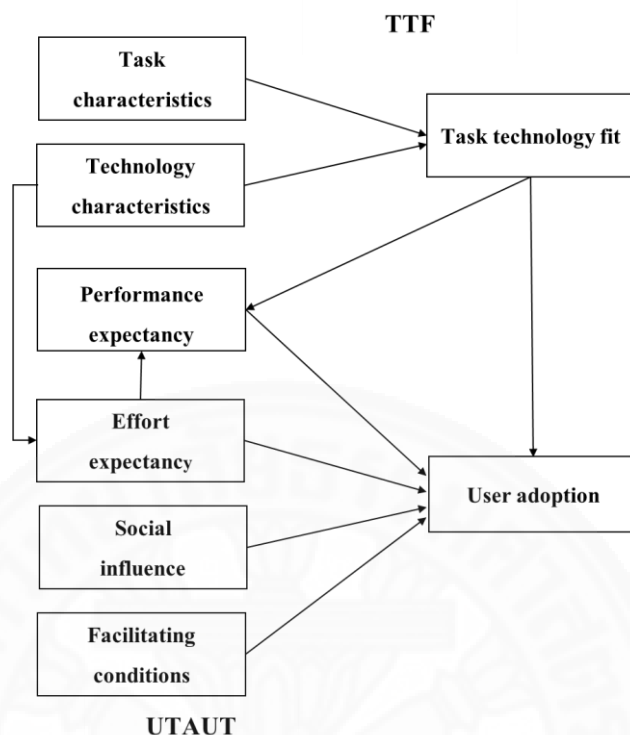 TTF
Task
characteristics
Task technology fit
Technology
characteristics
Performance
expectancy
Effort
expectancy
User adoption
Social
influence
Facilitating
conditions
UTAUT